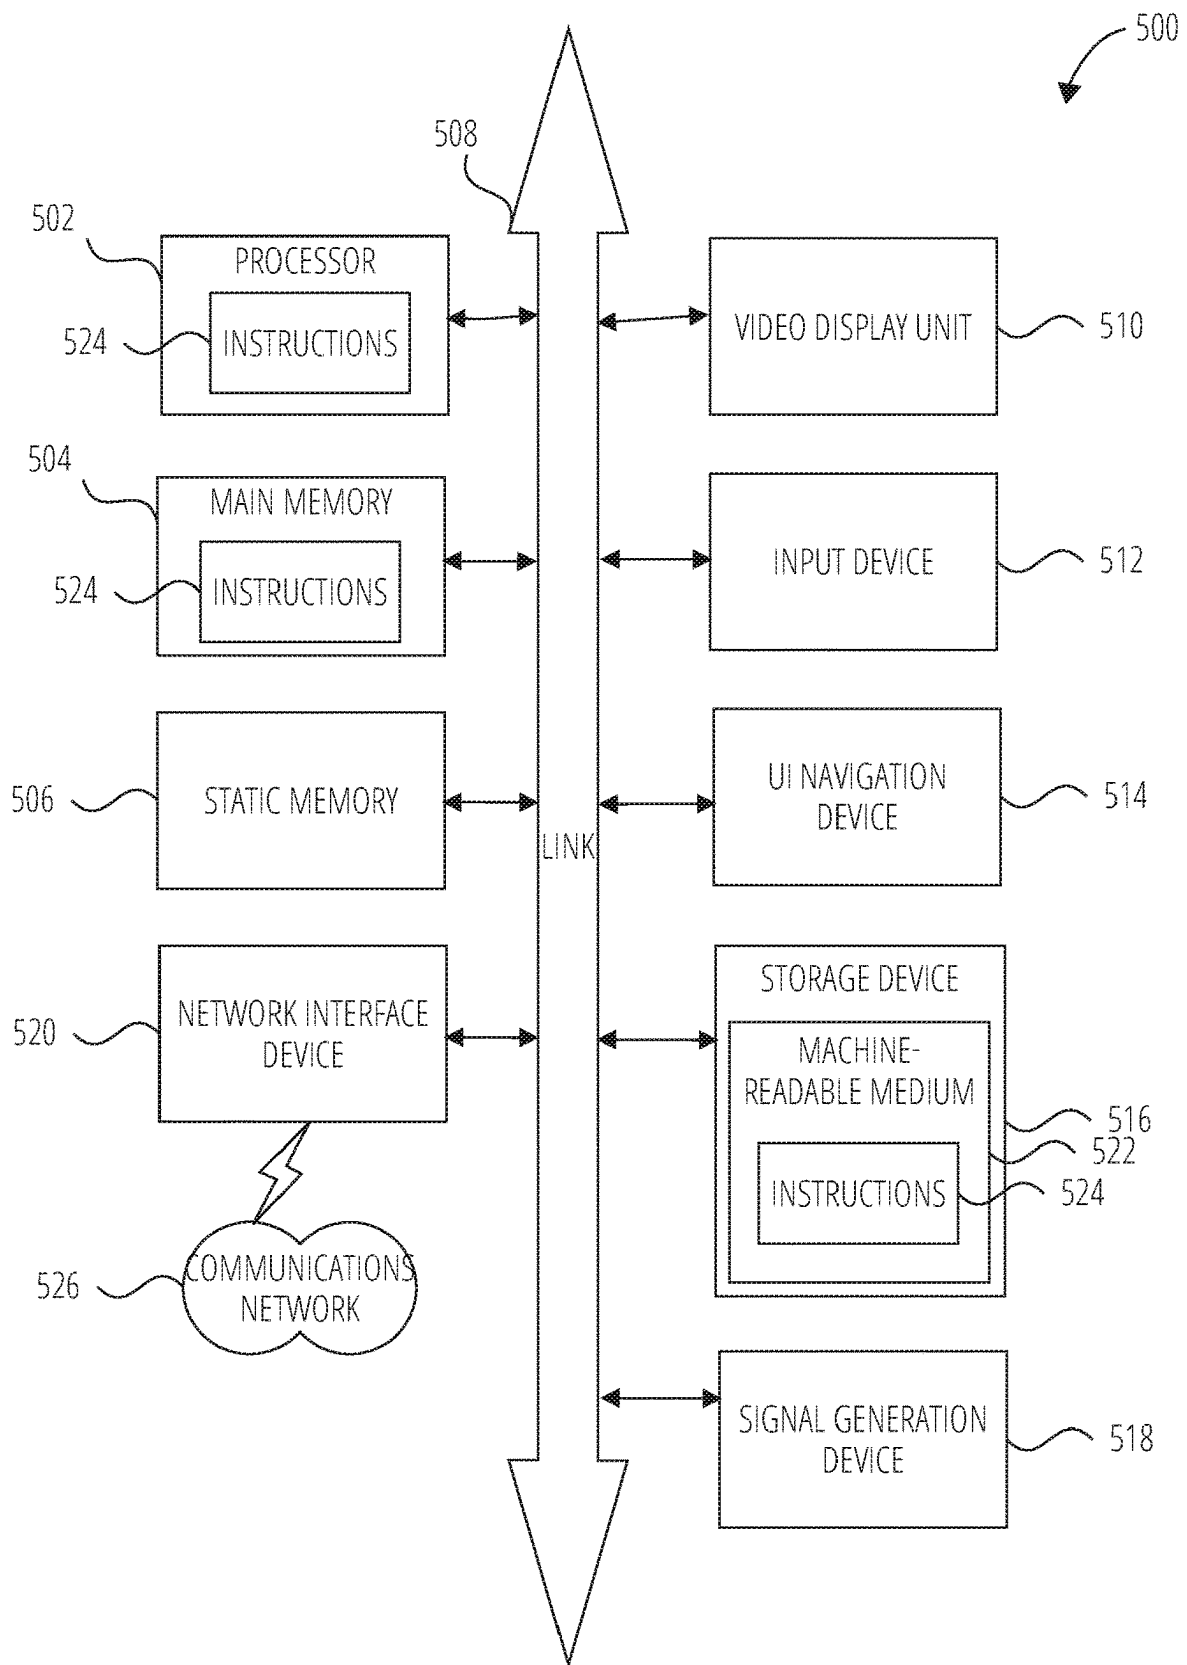 500
508
502
PROCESSOR
524
INSTRUCTIONS
VIDEO DISPLAY UNIT
510
504
MAIN MEMORY
524
INSTRUCTIONS
INPUT DEVICE
512
506
STATIC MEMORY
UI NAVIGATION
DEVICE
514
LINK
520
NETWORK INTERFACE
DEVICE
STORAGE DEVICE
MACHINE-
READABLE MEDIUM
516
522
INSTRUCTIONS
524
526
COMMUNICATIONS
NETWORK
SIGNAL GENERATION
DEVICE
518